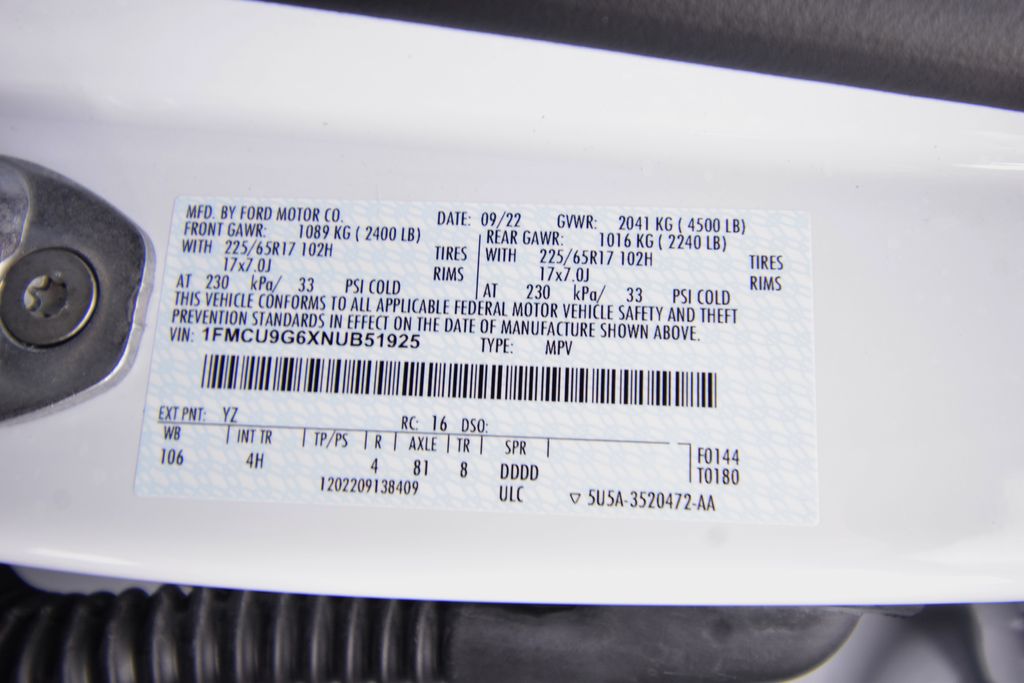 MFD. BY FORD MOTOR CO. DATE: 09/22 GVWR: 2041 KG ( 4500 LB)
FRONT GAWR: 1089 KG ( 2400 LB) REAR GAWR: 1016 KG ( 2240 LB)
WITH 225/65R17 102H TIRES WITH 225/65R17 102H TIRES
17x7.0J RIMS 17x7.0J RIMS
AT 230 kPa/ 33 PSI COLD AT 230 kPa/ 33 PSI COLD
THIS VEHICLE CONFORMS TO ALL APPLICABLE FEDERAL MOTOR VEHICLE SAFETY AND THEFT
PREVENTION STANDARDS IN EFFECT ON THE DATE OF MANUFACTURE SHOWN ABOVE.
VIN: 1FMCU9G6XNUB51925 TYPE: MPV
EXT PNT: YZ RC: 16 DSO:
WB INT TR TP/PS R AXLE TR SPR F0144
106 4H 4 81 8 DDDD T0180
1202209138409 ULC ▽ 5U5A-3520472-AA